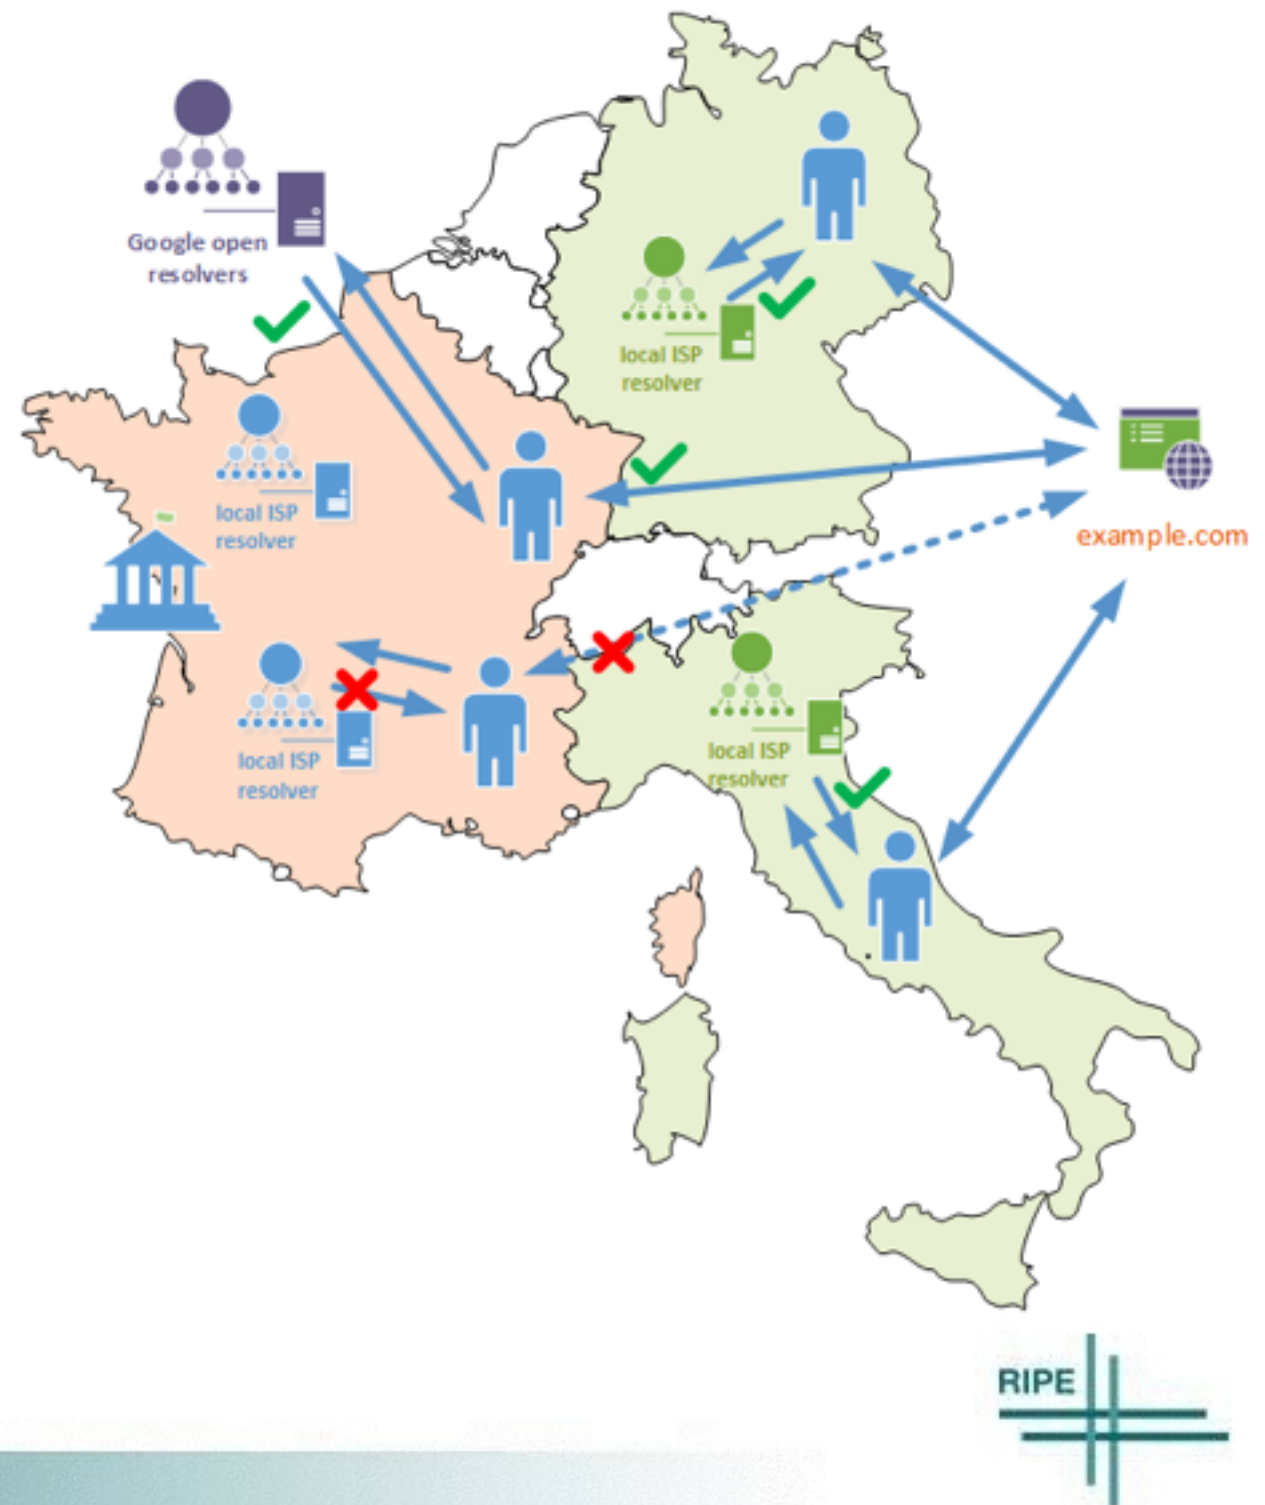 Google open
resolvers
local ISP
resolver
local ISP
resolver
example.com
local ISP
resolver
local ISP
resolver
RIPE